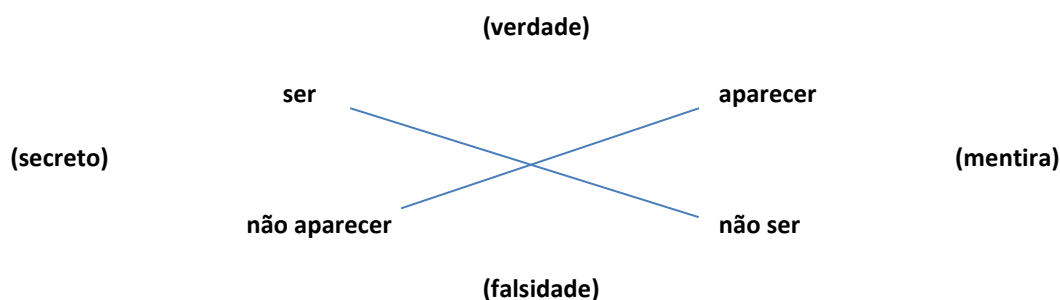 (verdade)
ser aparecer
(secreto) (mentira)
não aparecer não ser
(falsidade)